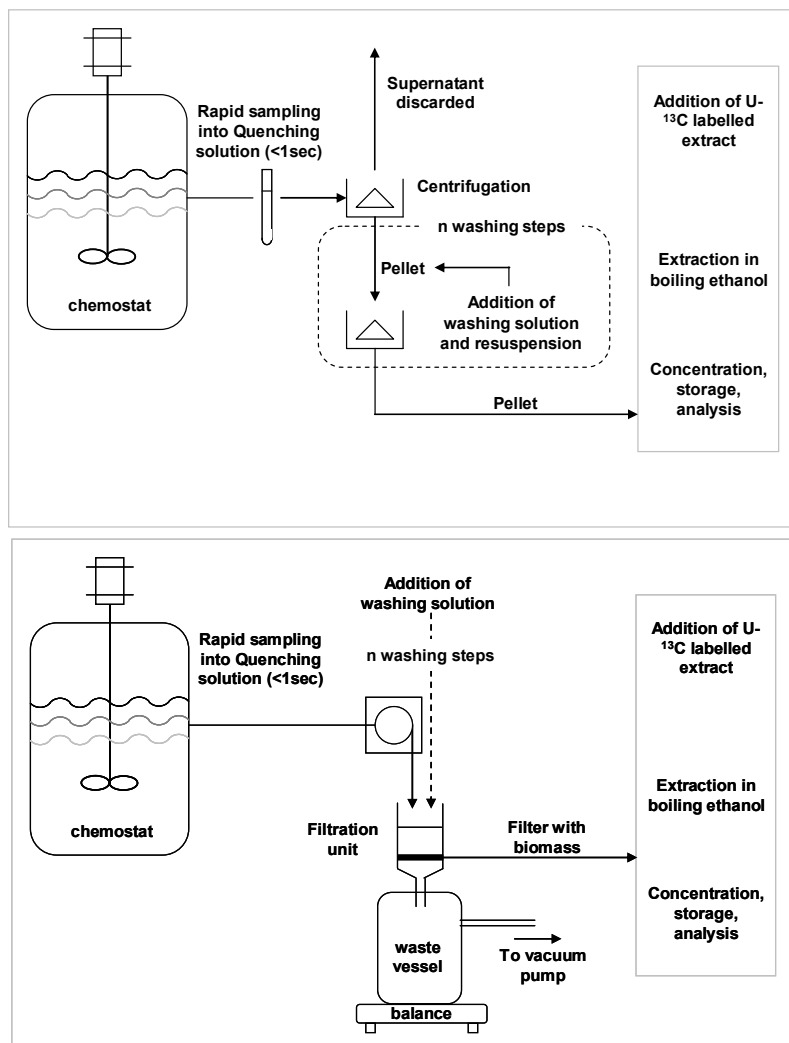 Rapid sampling
into Quenching
solution (<1sec)
Supernatant
discarded
Centrifugation
n washing steps
Pellet
Addition of
washing solution
and resuspension
Pellet
chemostat
Addition of U-
¹³C labelled
extract
Extraction in
boiling ethanol
Concentration,
storage,
analysis
Rapid sampling
into Quenching
solution (<1sec)
Addition of
washing solution
n washing steps
chemostat
Filtration
unit
Filter with
biomass
waste
vessel
To vacuum
pump
balance
Addition of U-
¹³C labelled
extract
Extraction in
boiling ethanol
Concentration,
storage,
analysis